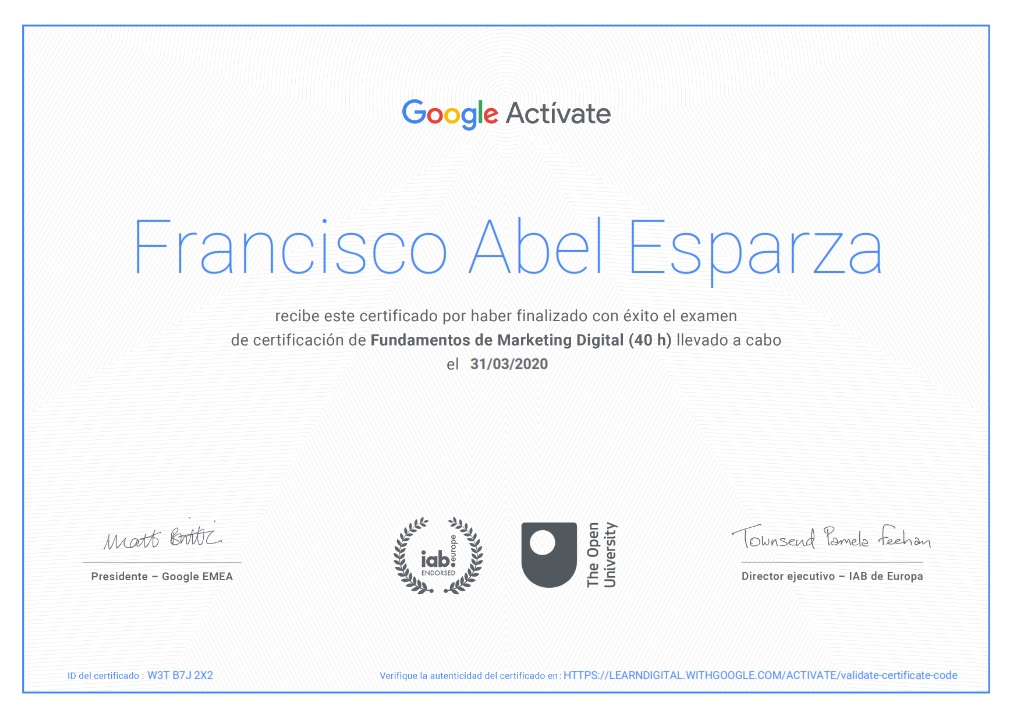 Google Actívate
Francisco Abel Esparza
recibe este certificado por haber finalizado con éxito el examen
de certificación de Fundamentos de Marketing Digital (40 h) llevado a cabo
el 31/03/2020
Matt Brittin
Presidente – Google EMEA
iab.
europe
ENDORSED
The Open
University
Townsend Pamela Feehan
Director ejecutivo – IAB de Europa
ID del certificado : W3T B7J 2X2
Verifique la autenticidad del certificado en : HTTPS://LEARNDIGITAL.WITHGOOGLE.COM/ACTIVATE/validate-certificate-code